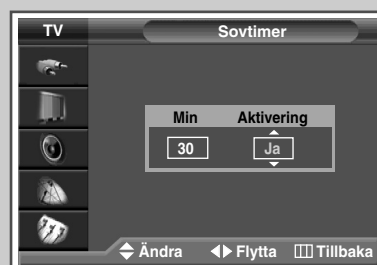 TV Sovtimer
Min Aktivering
30 Ja
Ändra Flytta Tillbaka